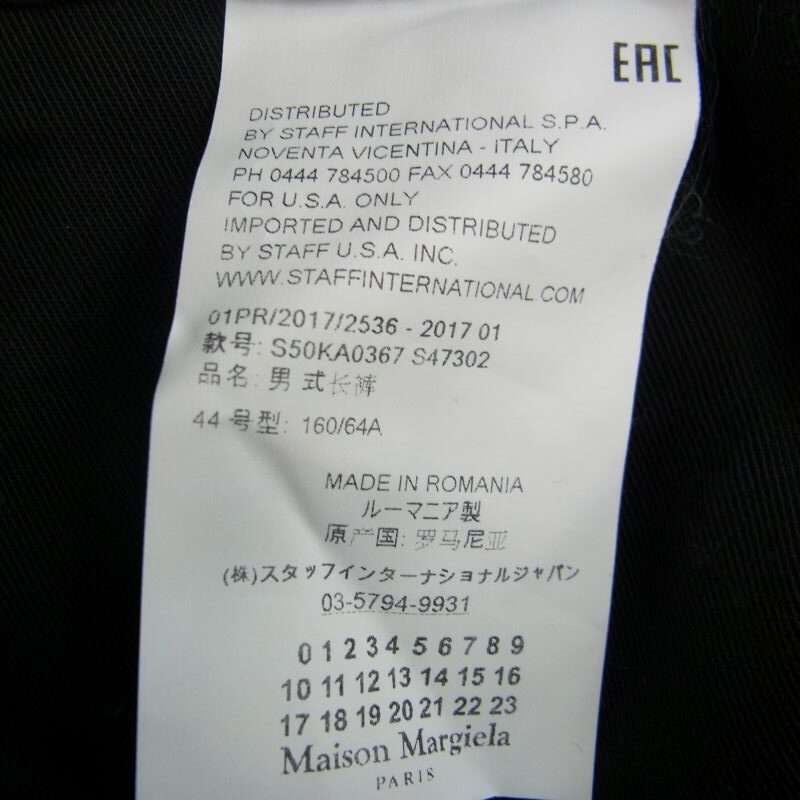 EAC
DISTRIBUTED
BY STAFF INTERNATIONAL S.P.A.
NOVENTA VICENTINA - ITALY
PH 0444 784500 FAX 0444 784580
FOR U.S.A. ONLY
IMPORTED AND DISTRIBUTED
BY STAFF U.S.A. INC.
WWW.STAFFINTERNATIONAL.COM
01PR/2017/2536 - 2017 01
款号: S50KA0367 S47302
品名: 男式长裤
44 号型: 160/64A
MADE IN ROMANIA
ルーマニア製
原产国: 罗马尼亚
(株)スタッフインターナショナルジャパン
03-5794-9931
0 1 2 3 4 5 6 7 8 9
10 11 12 13 14 15 16
17 18 19 20 21 22 23
Maison Margiela
PARIS